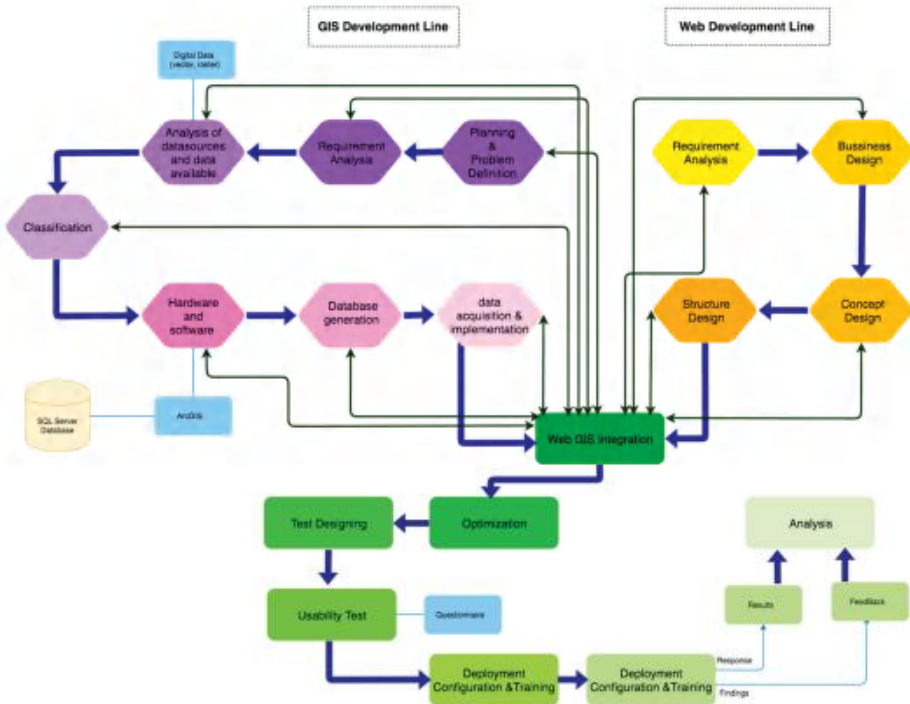 GIS Development Line
Web Development Line
Digital Data
(vector, raster)
Analysis of
datasources
and data
available
Requirement
Analysis
Planning
&
Problem
Definition
Requirement
Analysis
Bussiness
Design
Classification
Hardware
and
software
Database
generation
data
acquisition &
implementation
Structure
Design
Concept
Design
SQL Server
Database
ArcGIS
Web GIS integration
Test Designing
Optimization
Analysis
Usability Test
Questionnaire
Results
FeedBack
Deployment
Configuration &Training
Deployment
Configuration &Training
Response
Findings